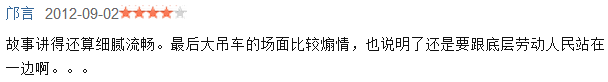 邝言 2012-09-02
故事讲得还算细腻流畅。最后大吊车的场面比较煽情，也说明了还是要跟底层劳动人民站在
一边啊。。。